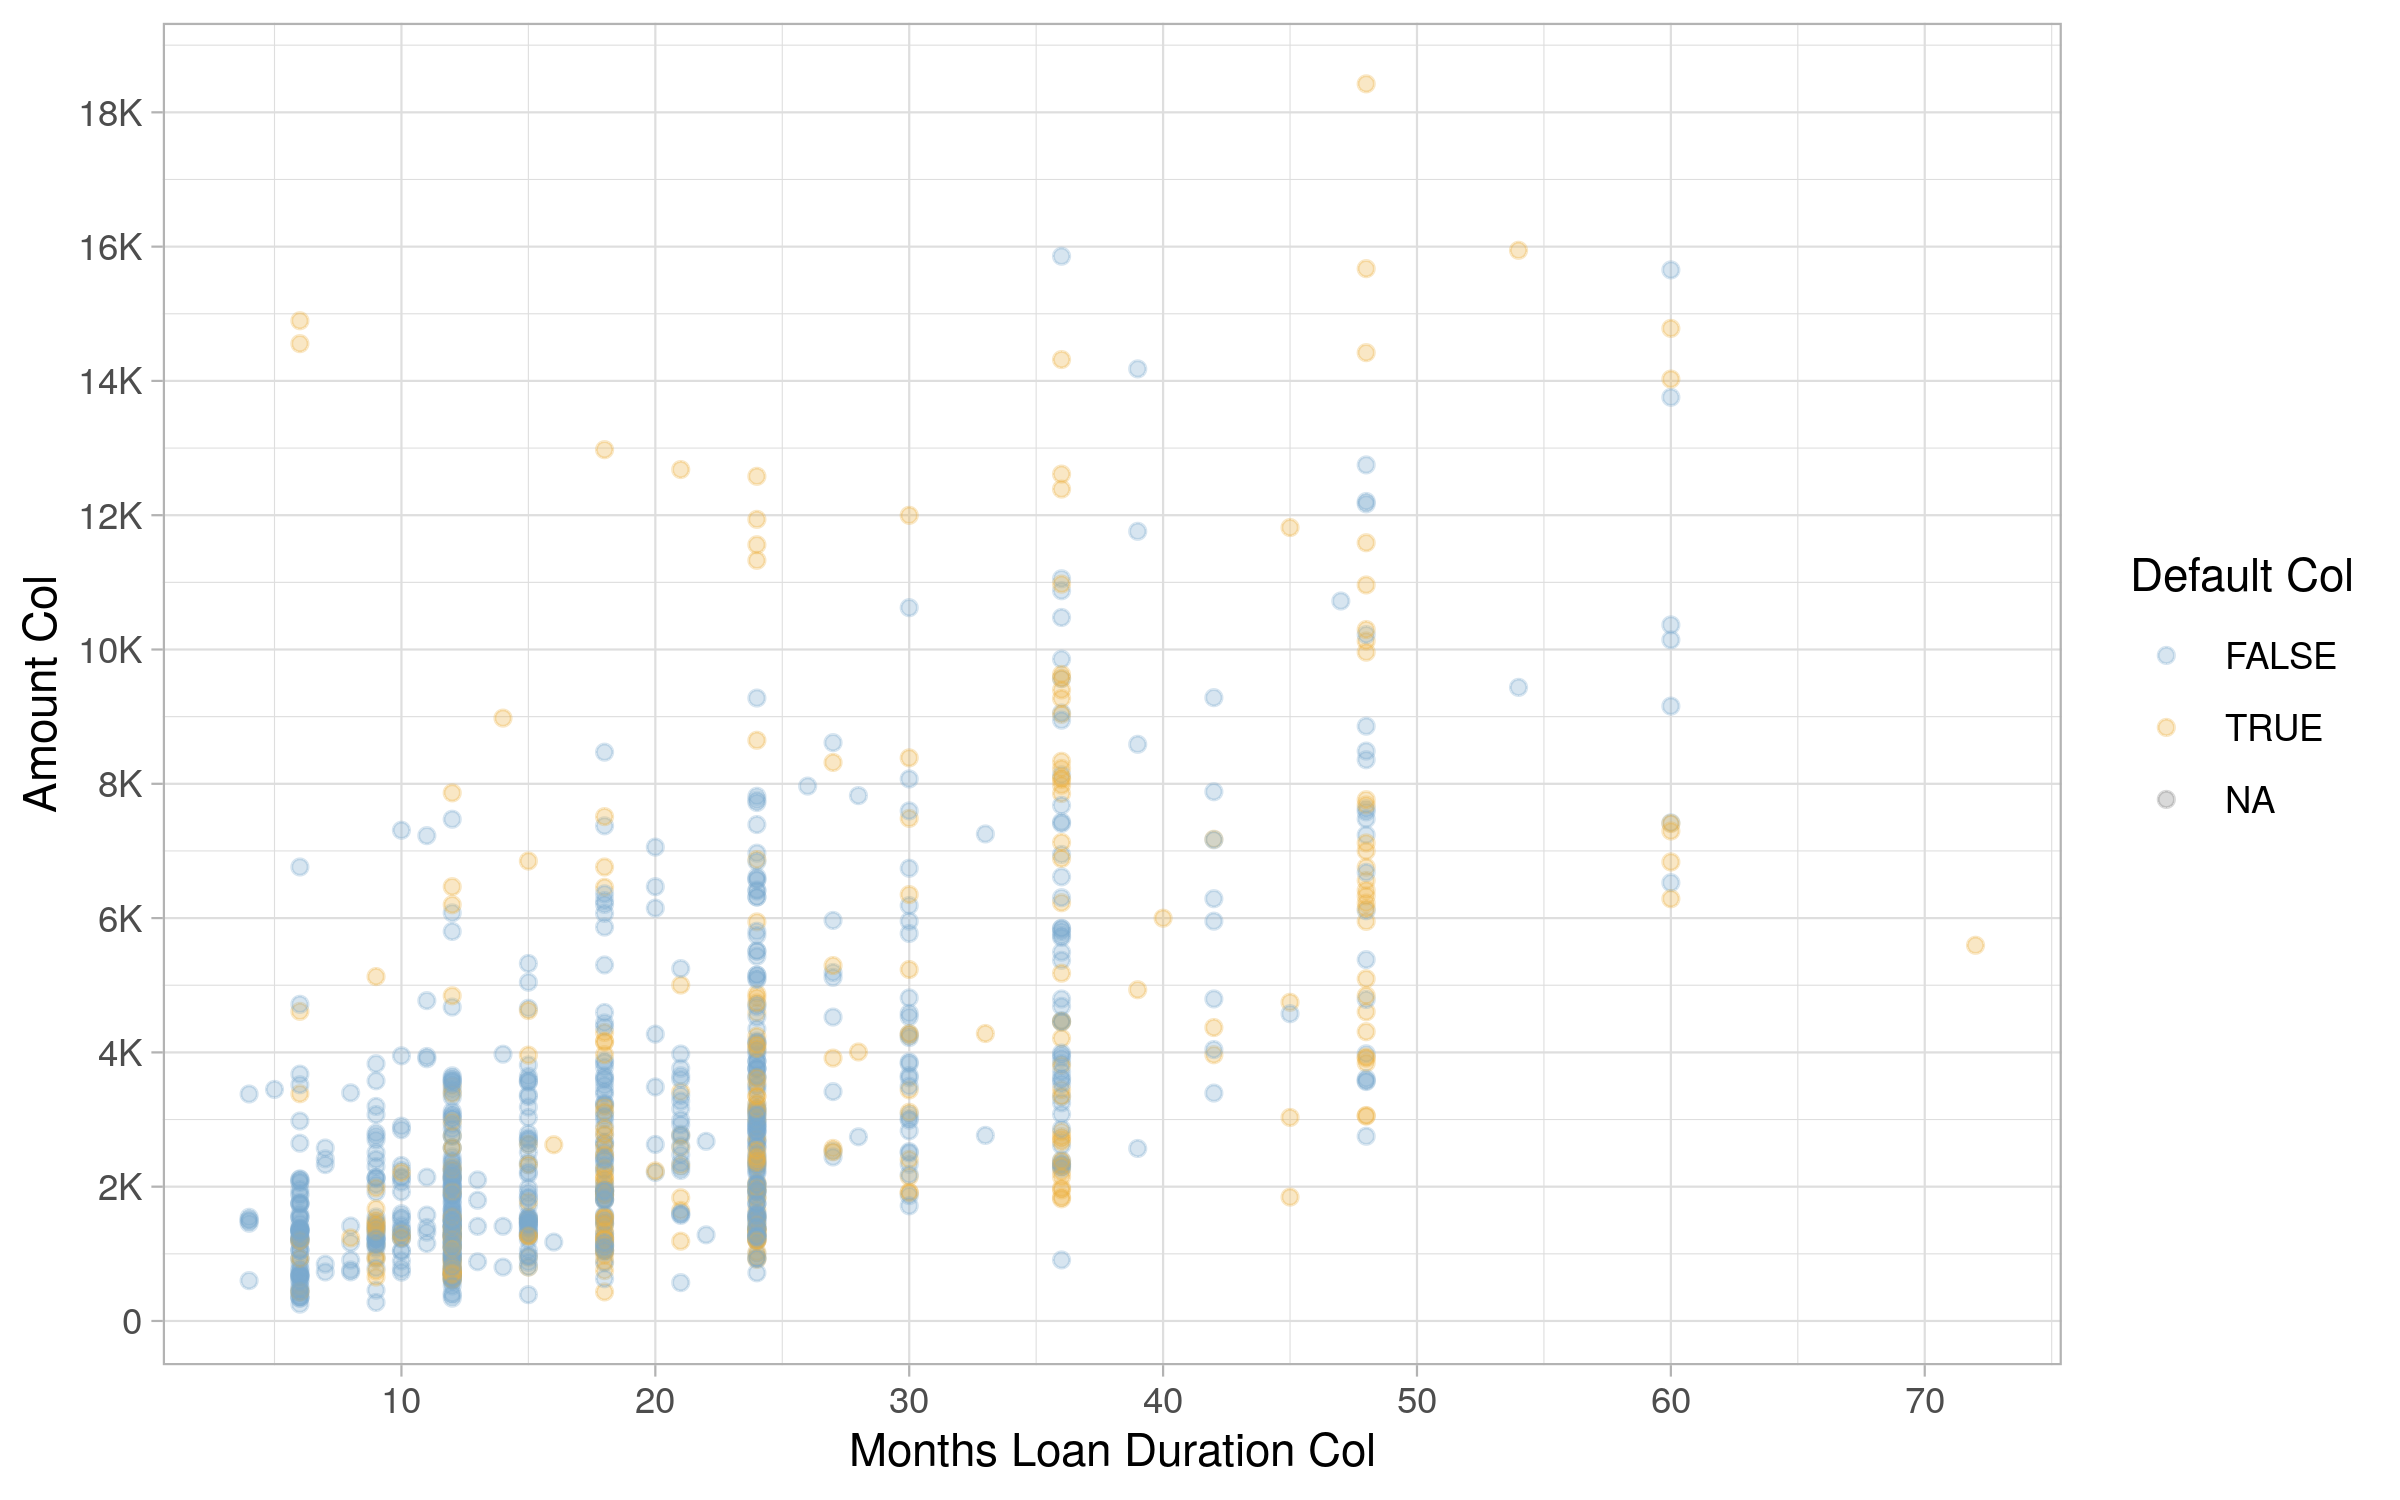 18K
16K
14K
12K
10K
8K
6K
4K
2K
0
Amount Col
10 20 30 40 50 60 70
Months Loan Duration Col
Default Col
FALSE
TRUE
NA